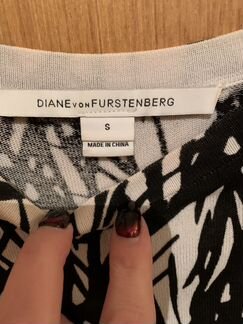 DIANE VON FURSTENBERG
S
MADE IN CHINA